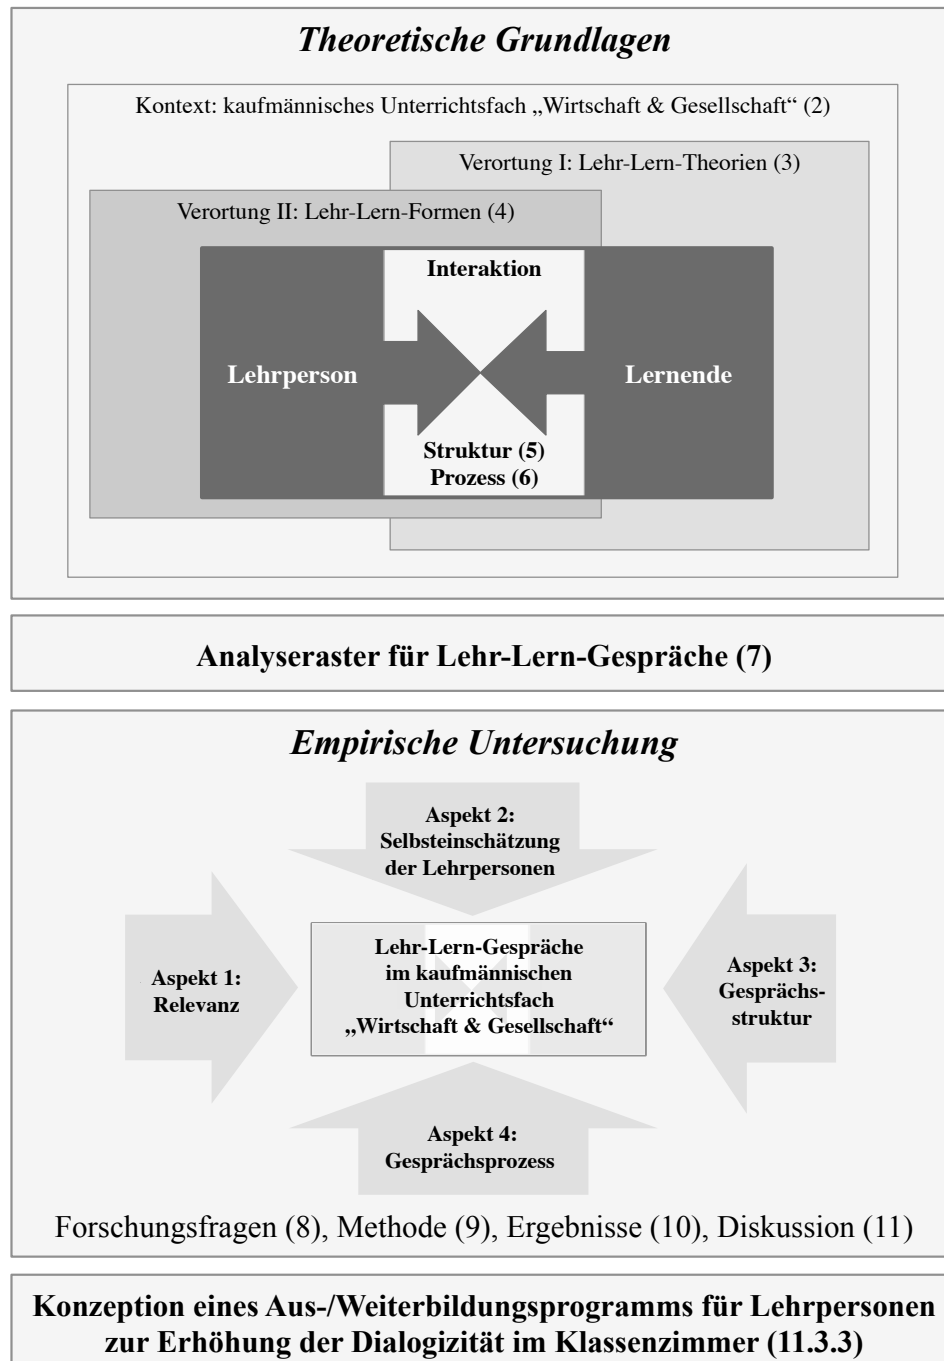 Theoretische Grundlagen
Kontext: kaufmännisches Unterrichtsfach „Wirtschaft & Gesellschaft“ (2)
Verortung I: Lehr-Lern-Theorien (3)
Verortung II: Lehr-Lern-Formen (4)
Interaktion
Lehrperson
Lernende
Struktur (5)
Prozess (6)
Analyseraster für Lehr-Lern-Gespräche (7)
Empirische Untersuchung
Aspekt 2:
Selbsteinschätzung
der Lehrpersonen
Aspekt 1:
Relevanz
Lehr-Lern-Gespräche
im kaufmännischen
Unterrichtsfach
„Wirtschaft & Gesellschaft“
Aspekt 3:
Gesprächs-
struktur
Aspekt 4:
Gesprächsprozess
Forschungsfragen (8), Methode (9), Ergebnisse (10), Diskussion (11)
Konzeption eines Aus-/Weiterbildungsprogramms für Lehrpersonen
zur Erhöhung der Dialogizität im Klassenzimmer (11.3.3)